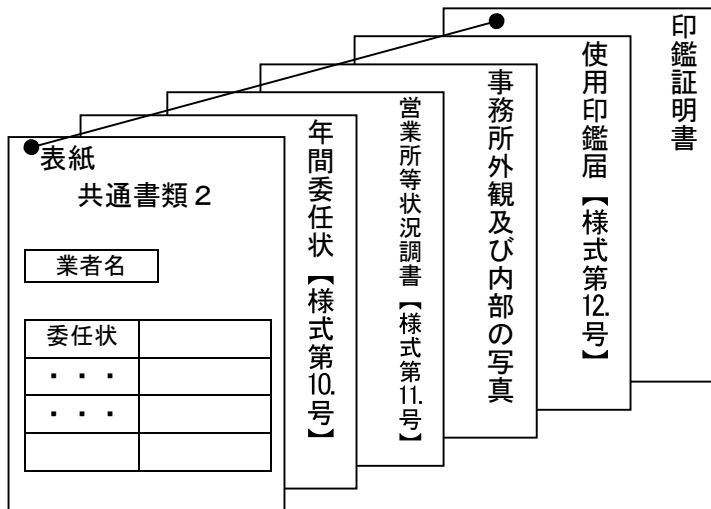 表紙
共通書類２
業者名
委任状
・・・
・・・
年間委任状【様式第10.号】
営業所等状況調書【様式第11.号】
事務所外観及び内部の写真
使用印鑑届【様式第12.号】
印鑑証明書